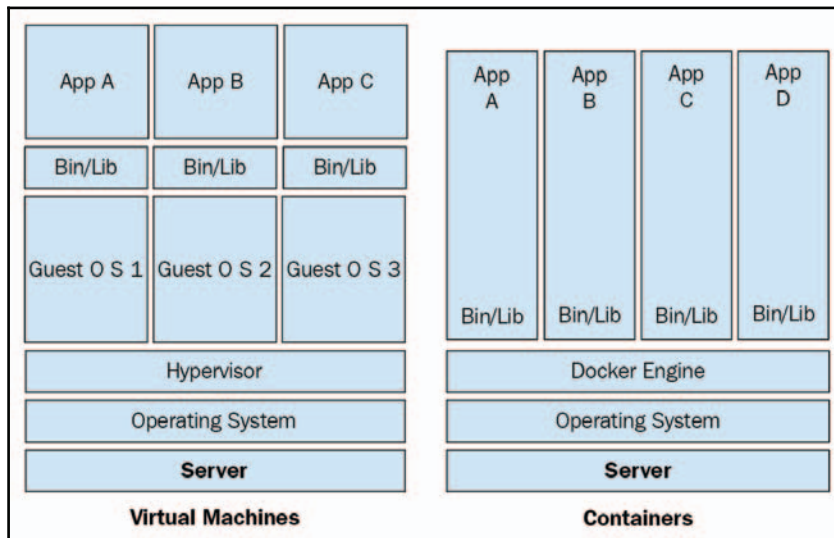 App A
App B
App C
Bin/Lib
Bin/Lib
Bin/Lib
Guest O S 1
Guest O S 2
Guest O S 3
Hypervisor
Operating System
Server
Virtual Machines
App
A
App
B
App
C
App
D
Bin/Lib
Bin/Lib
Bin/Lib
Bin/Lib
Docker Engine
Operating System
Server
Containers